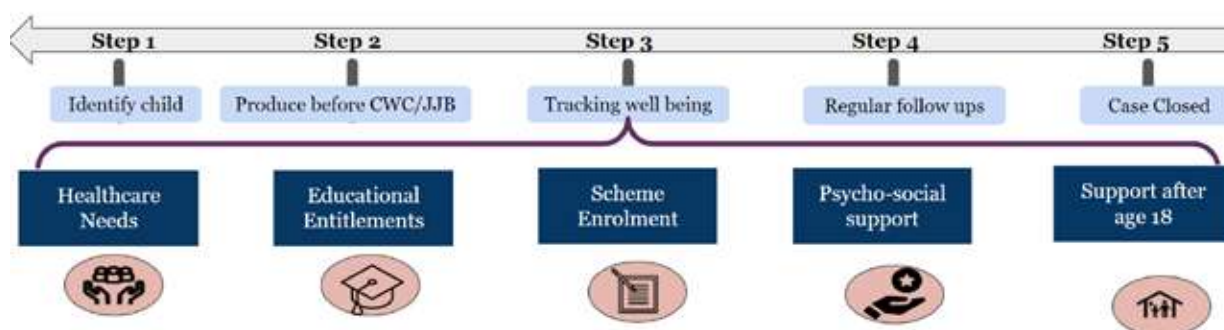 Step 1
Step 2
Step 3
Step 4
Step 5
Identify child
Produce before CWC/JJB
Tracking well being
Regular follow ups
Case Closed
Healthcare
Needs
Educational
Entitlements
Scheme
Enrolment
Psycho-social
support
Support after
age 18